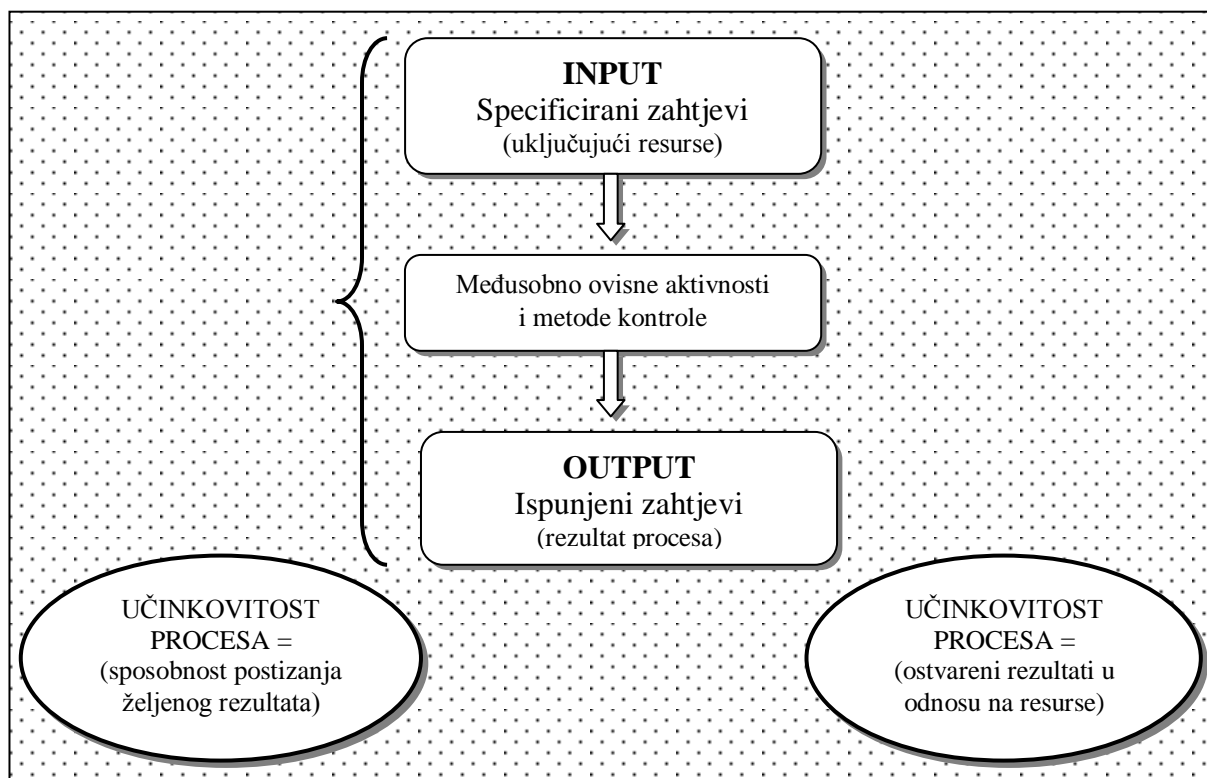 INPUT
Specificirani zahtjevi
(uključujući resurse)
Međusobno ovisne aktivnosti
i metode kontrole
OUTPUT
Ispunjeni zahtjevi
(rezultat procesa)
UČINKOVITOST
PROCESA =
(sposobnost postizanja
željenog rezultata)
UČINKOVITOST
PROCESA =
(ostvareni rezultati u
odnosu na resurse)